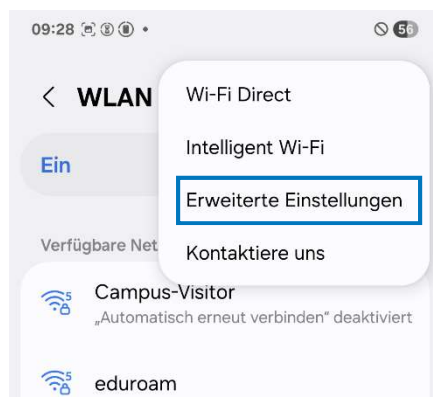 09:28
56
WLAN
Wi-Fi Direct
Intelligent Wi-Fi
Erweiterte Einstellungen
Kontaktiere uns
Ein
Verfügbare Net
Campus-Visitor
„Automatisch erneut verbinden“ deaktiviert
eduroam